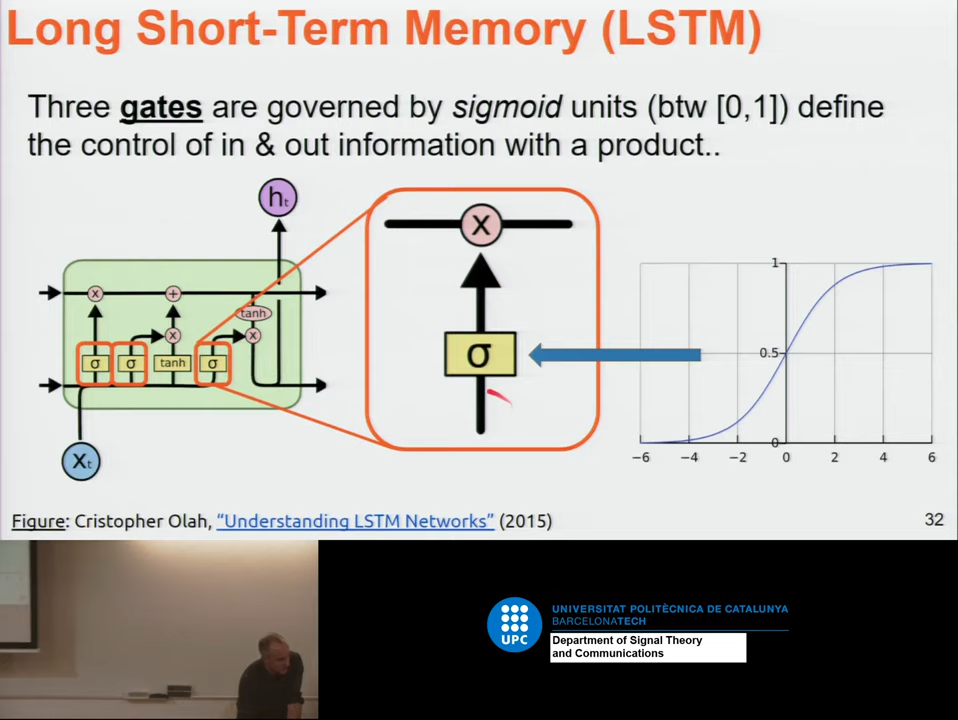 Long Short-Term Memory (LSTM)
Three gates are governed by sigmoid units (btw [0,1]) define
the control of in & out information with a product..
hₜ
x
+
tanh
x
x
σ
σ
tanh
σ
xₜ
x
σ
1
0.5
0
−6 −4 −2 0 2 4 6
Figure: Cristopher Olah, “Understanding LSTM Networks” (2015)
32
UPC
UNIVERSITAT POLITÈCNICA DE CATALUNYA
BARCELONATECH
Department of Signal Theory
and Communications